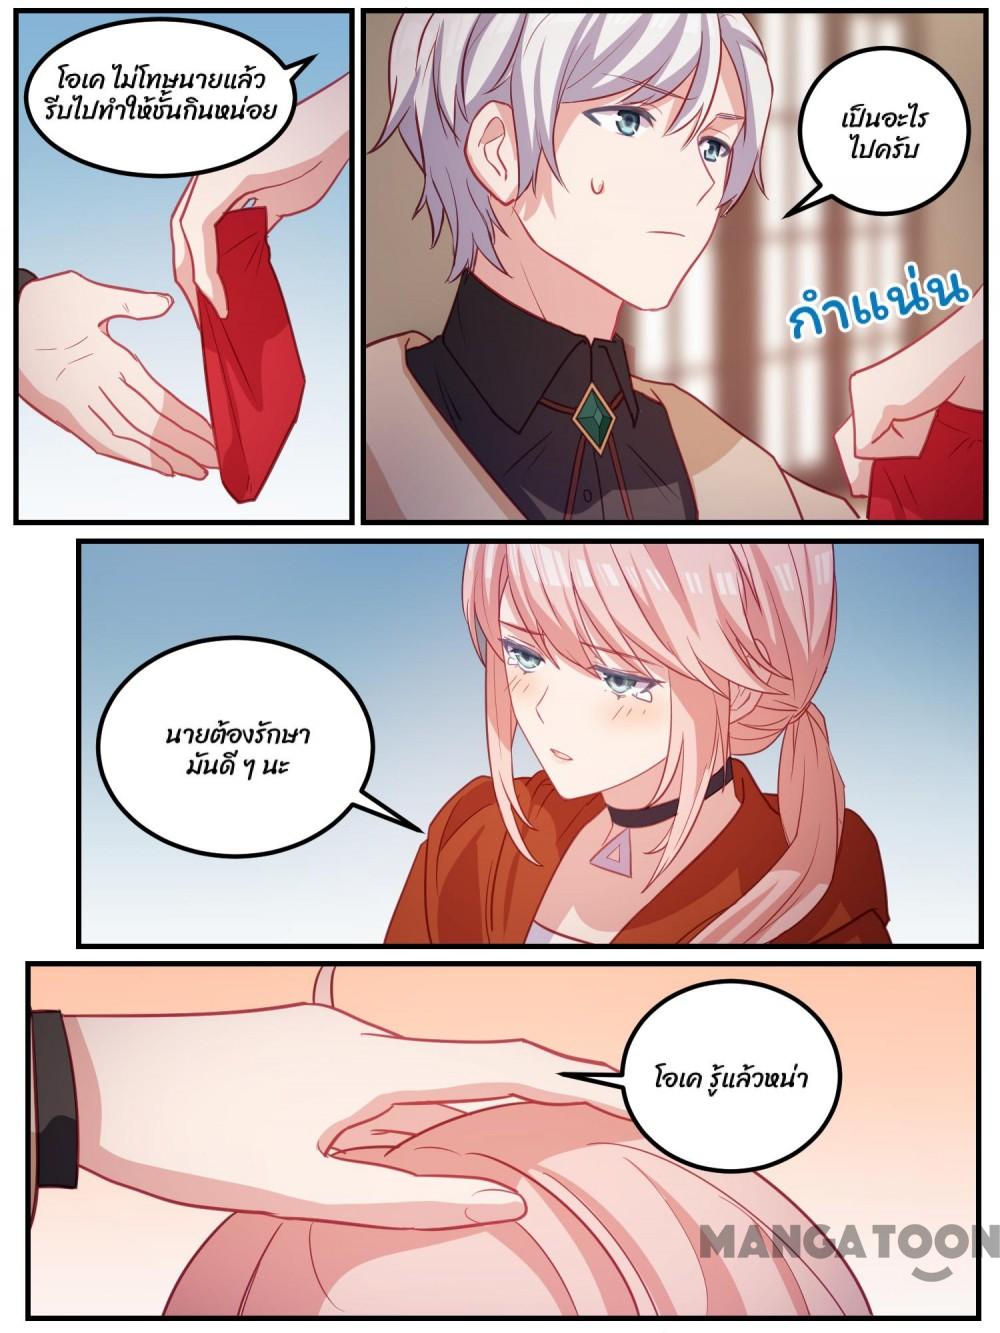 โอเค ไม่โทษนายแล้ว
รีบไปทำให้ชั้นกินหน่อย
เป็นอะไร
ไปครับ
กำแน่น
นายต้องรักษา
มันดี ๆ นะ
โอเค รู้แล้วหน่า
MANGATOON